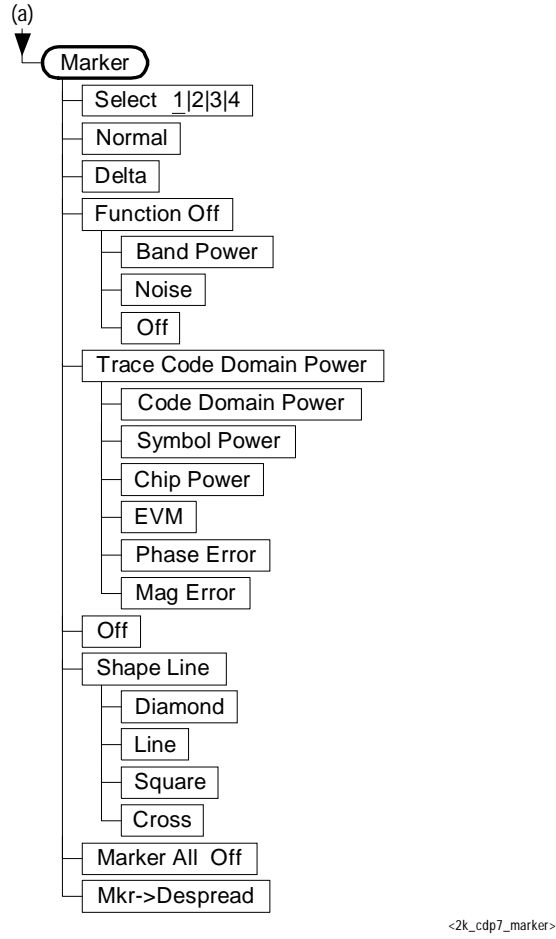 (a)
Marker
Select 1|2|3|4
Normal
Delta
Function Off
Band Power
Noise
Off
Trace Code Domain Power
Code Domain Power
Symbol Power
Chip Power
EVM
Phase Error
Mag Error
Off
Shape Line
Diamond
Line
Square
Cross
Marker All Off
Mkr->Despread
<2k_cdp7_marker>